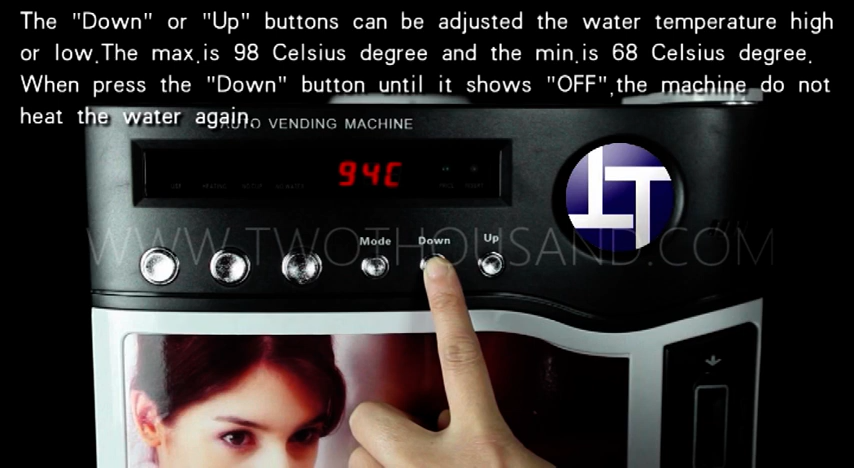 The "Down" or "Up" buttons can be adjusted the water temperature high
or low.The max.is 98 Celsius degree and the min.is 68 Celsius degree.
When press the "Down" button until it shows "OFF",the machine do not
heat the water again.
AUTO VENDING MACHINE
94C
WWW.TWOTHOUSAND.COM
Mode Down Up